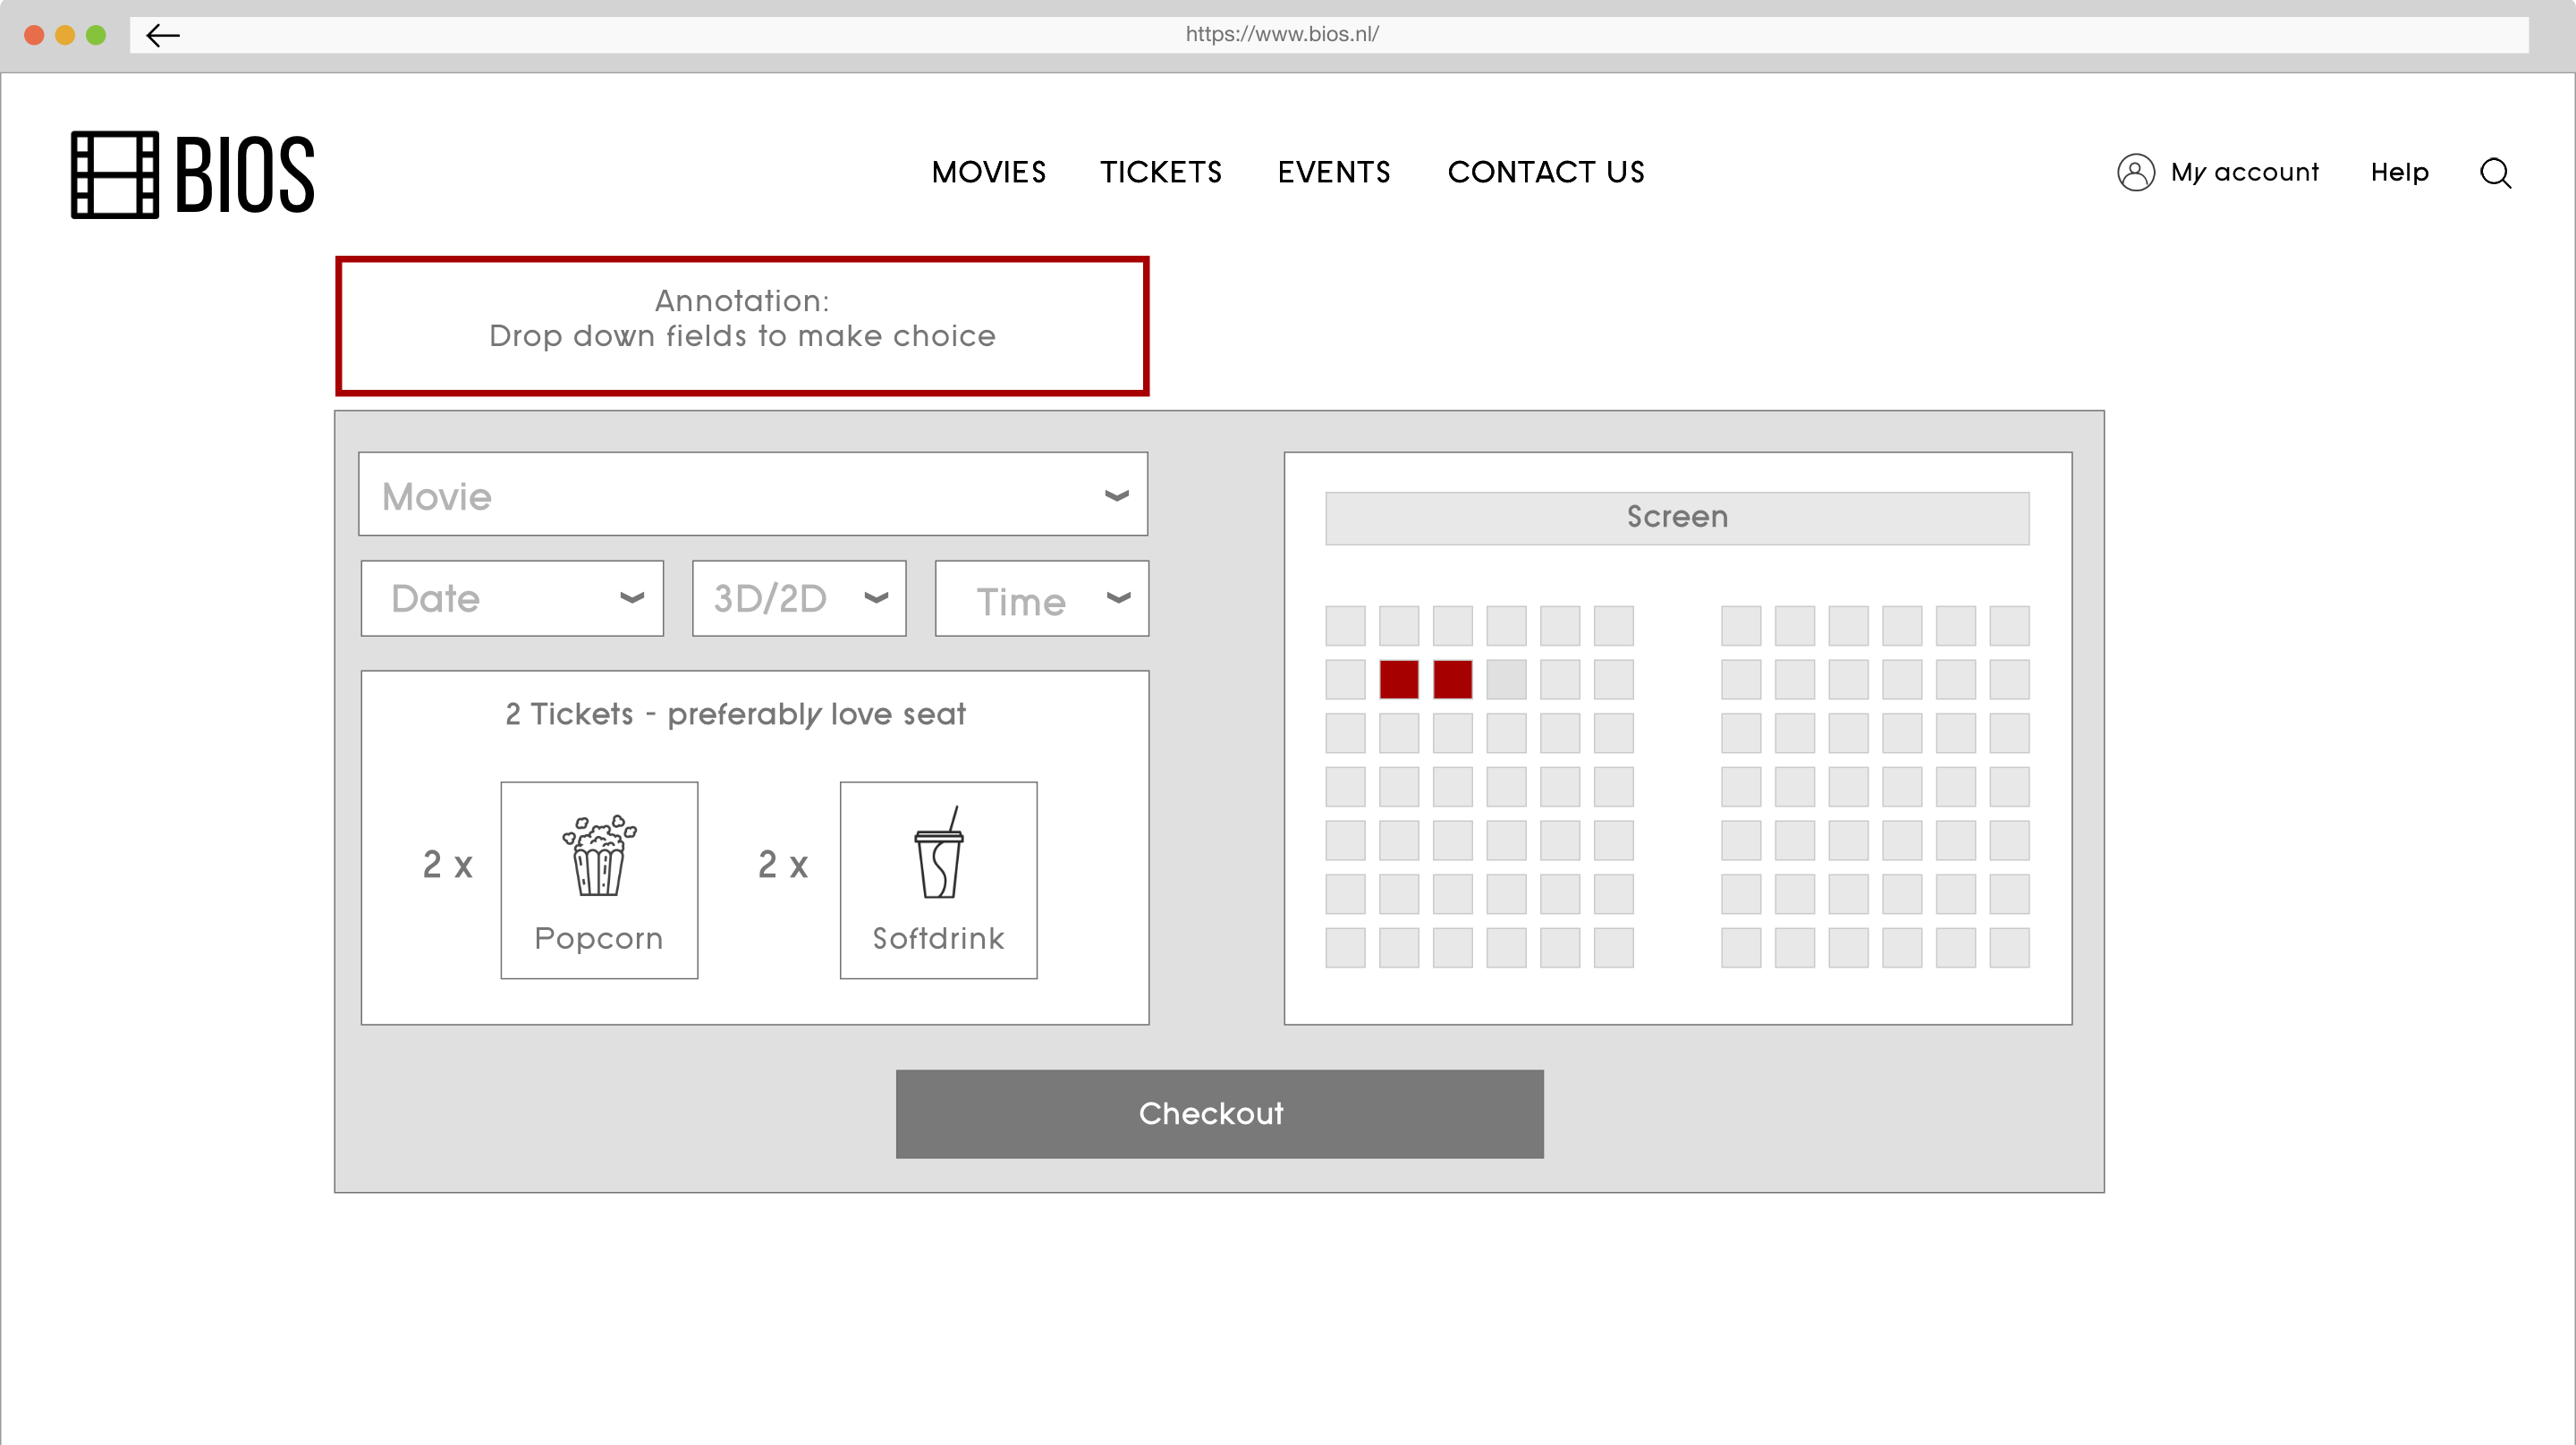 https://www.bios.nl/
BIOS
MOVIES TICKETS EVENTS CONTACT US
My account Help
Annotation:
Drop down fields to make choice
Movie
Date 3D/2D Time
2 Tickets - preferably love seat
2 x Popcorn
2 x Softdrink
Screen
Checkout